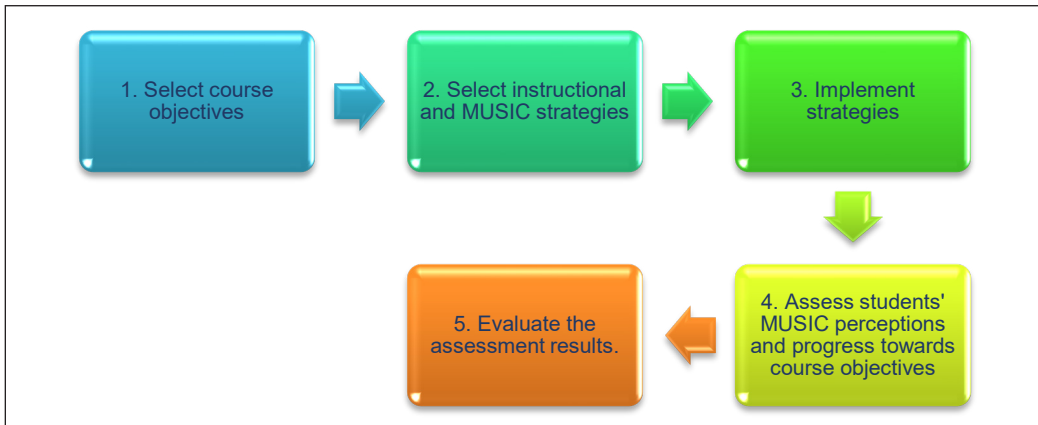 1. Select course
objectives
2. Select instructional
and MUSIC strategies
3. Implement
strategies
4. Assess students'
MUSIC perceptions
and progress towards
course objectives
5. Evaluate the
assessment results.